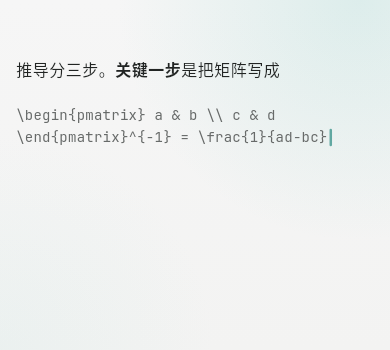 推导分三步。关键一步是把矩阵写成
\begin{pmatrix} a & b \\ c & d
\end{pmatrix}^{-1} = \frac{1}{ad-bc}